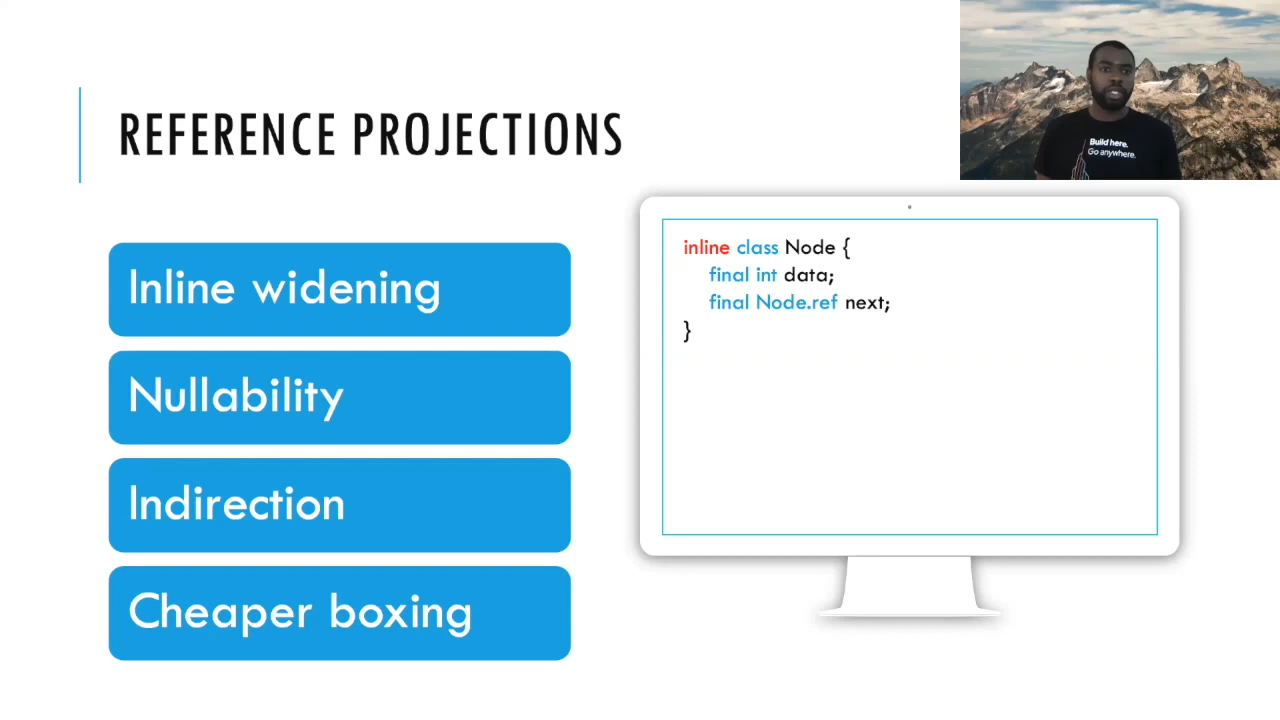 REFERENCE PROJECTIONS
Build here.
Go anywhere.
Inline widening
Nullability
Indirection
Cheaper boxing
inline class Node {
final int data;
final Node.ref next;
}